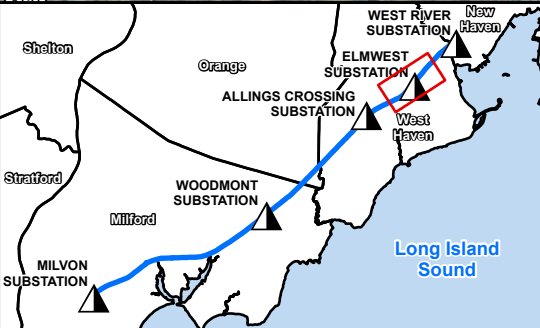 WEST RIVER
SUBSTATION
New
Haven
Shelton
Orange
ELMWEST
SUBSTATION
ALLINGS CROSSING
SUBSTATION
West
Haven
Stratford
WOODMONT
SUBSTATION
Milford
Long Island
Sound
MILVON
SUBSTATION